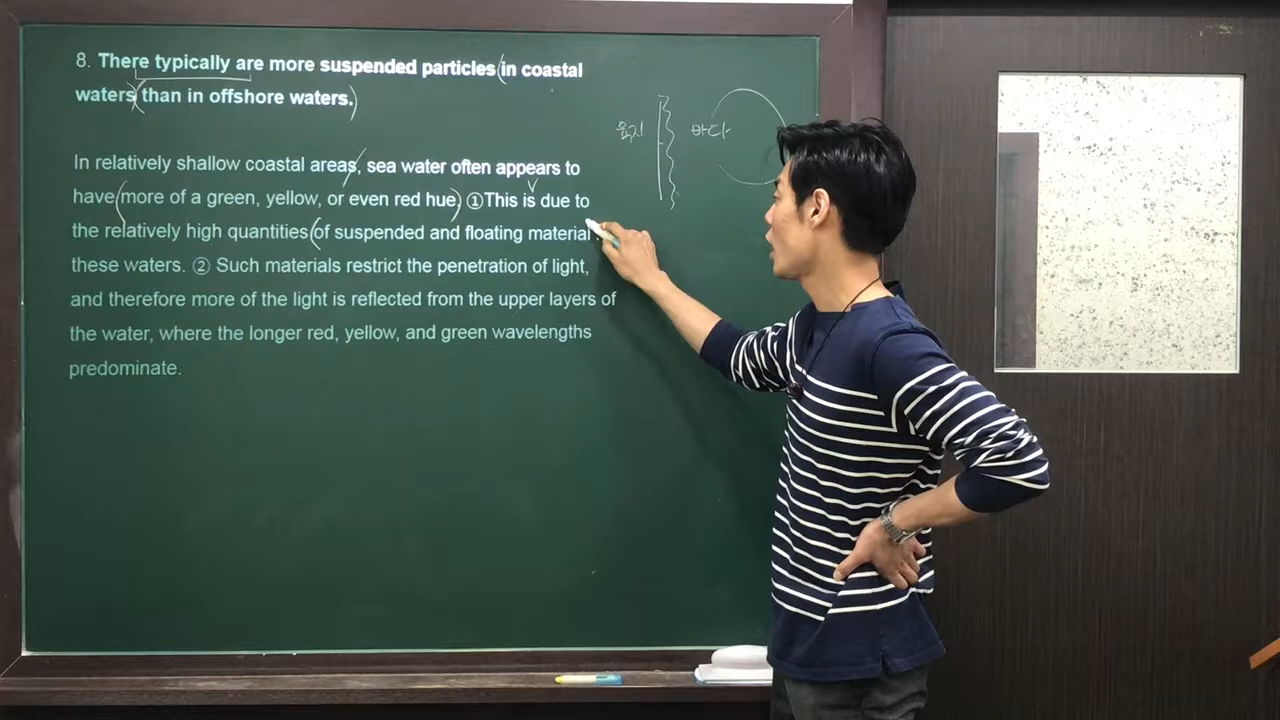 8. There typically are more suspended particles in coastal
waters than in offshore waters.
육지
바다
In relatively shallow coastal areas, sea water often appears to
have more of a green, yellow, or even red hue. ①This is due to
the relatively high quantities of suspended and floating material
these waters. ② Such materials restrict the penetration of light,
and therefore more of the light is reflected from the upper layers of
the water, where the longer red, yellow, and green wavelengths
predominate.